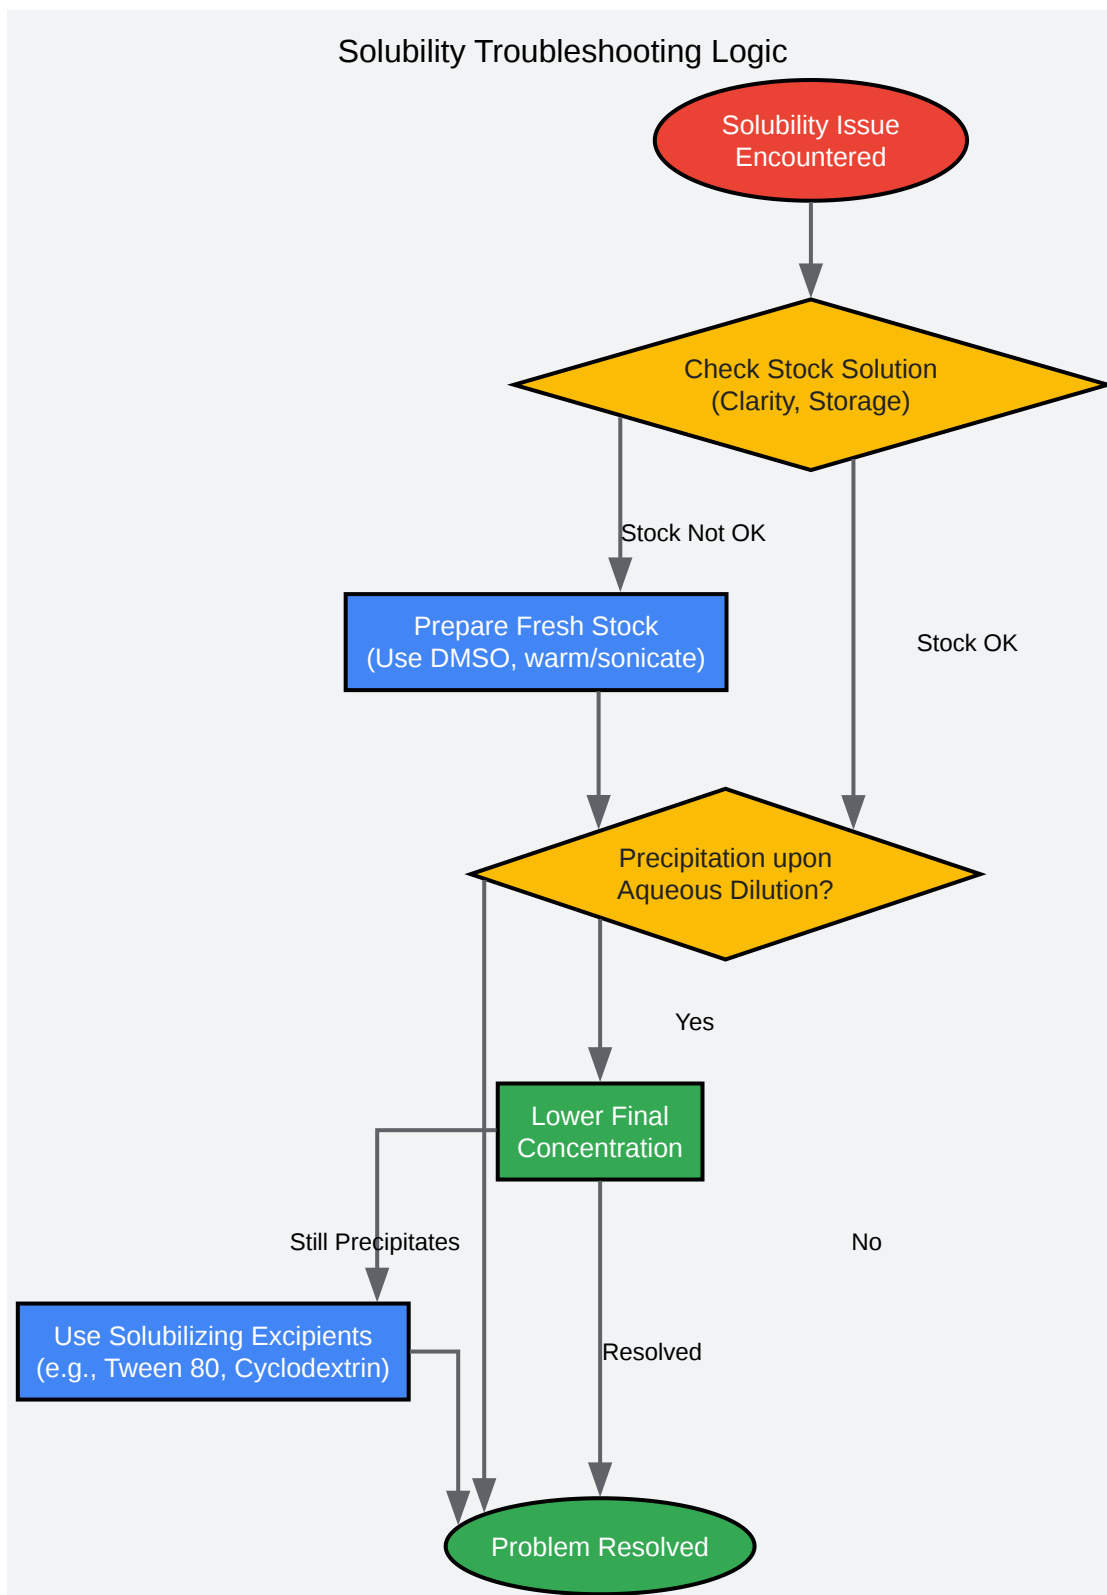 Solubility Troubleshooting Logic
Solubility Issue
Encountered
Check Stock Solution
(Clarity, Storage)
Stock Not OK
Prepare Fresh Stock
(Use DMSO, warm/sonicate)
Stock OK
Precipitation upon
Aqueous Dilution?
Yes
Lower Final
Concentration
Still Precipitates
No
Use Solubilizing Excipients
(e.g., Tween 80, Cyclodextrin)
Resolved
Problem Resolved